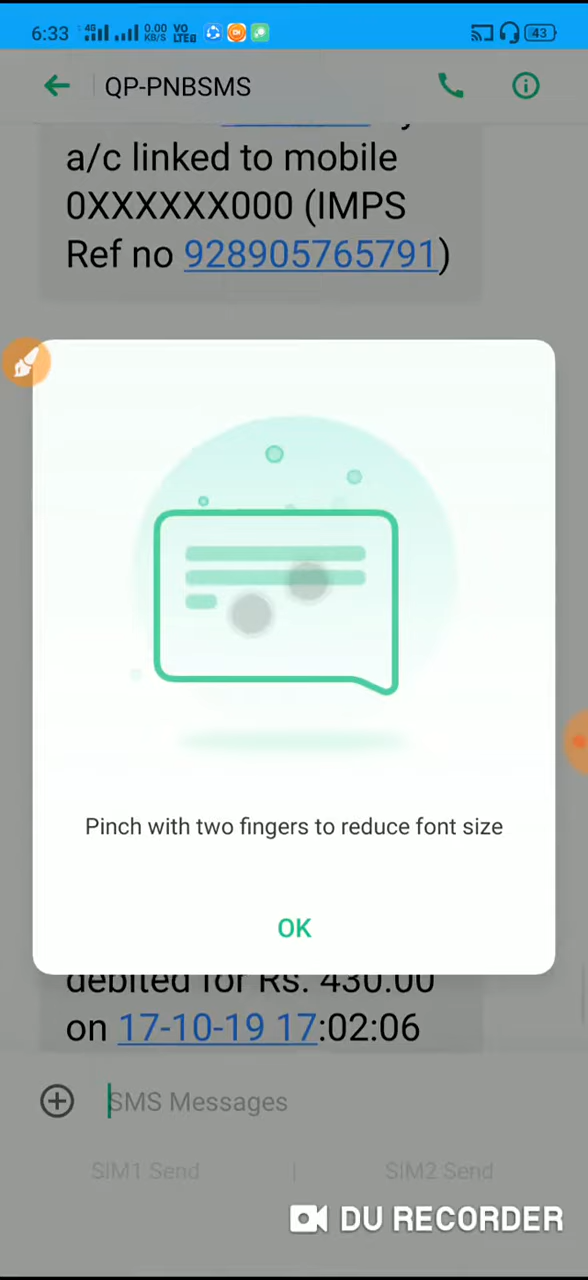 6:33 4G 0.00 KB/S VO LTE 43
QP-PNBSMS
a/c linked to mobile
0XXXXXX000 (IMPS
Ref no 928905765791)
Pinch with two fingers to reduce font size
OK
debited for Rs. 430.00
on 17-10-19 17:02:06
SMS Messages
SIM1 Send | SIM2 Send
DU RECORDER